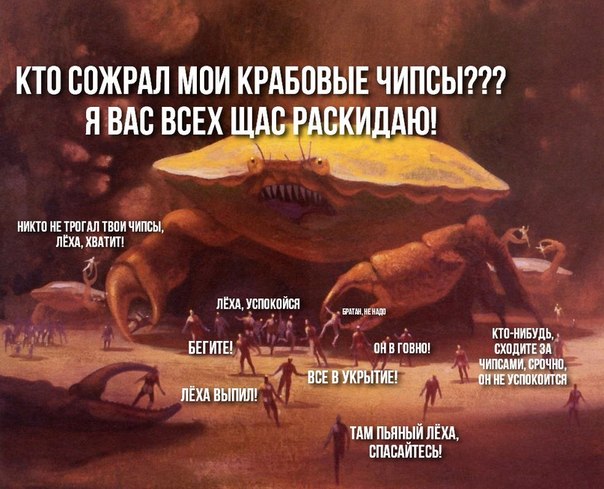 КТО СОЖРАЛ МОИ КРАБОВЫЕ ЧИПСЫ???
Я ВАС ВСЕХ ЩАС РАСКИДАЮ!
НИКТО НЕ ТРОГАЛ ТВОИ ЧИПСЫ,
ЛЁХА, ХВАТИТ!
ЛЁХА, УСПОКОЙСЯ
БРАТАН, НЕ НАДО
БЕГИТЕ!
ОН В ГОВНО!
КТО-НИБУДЬ,
СХОДИТЕ ЗА
ЧИПСАМИ, СРОЧНО,
ОН НЕ УСПОКОИТСЯ
ВСЕ В УКРЫТИЕ!
ЛЁХА ВЫПИЛ!
ТАМ ПЬЯНЫЙ ЛЁХА,
СПАСАЙТЕСЬ!